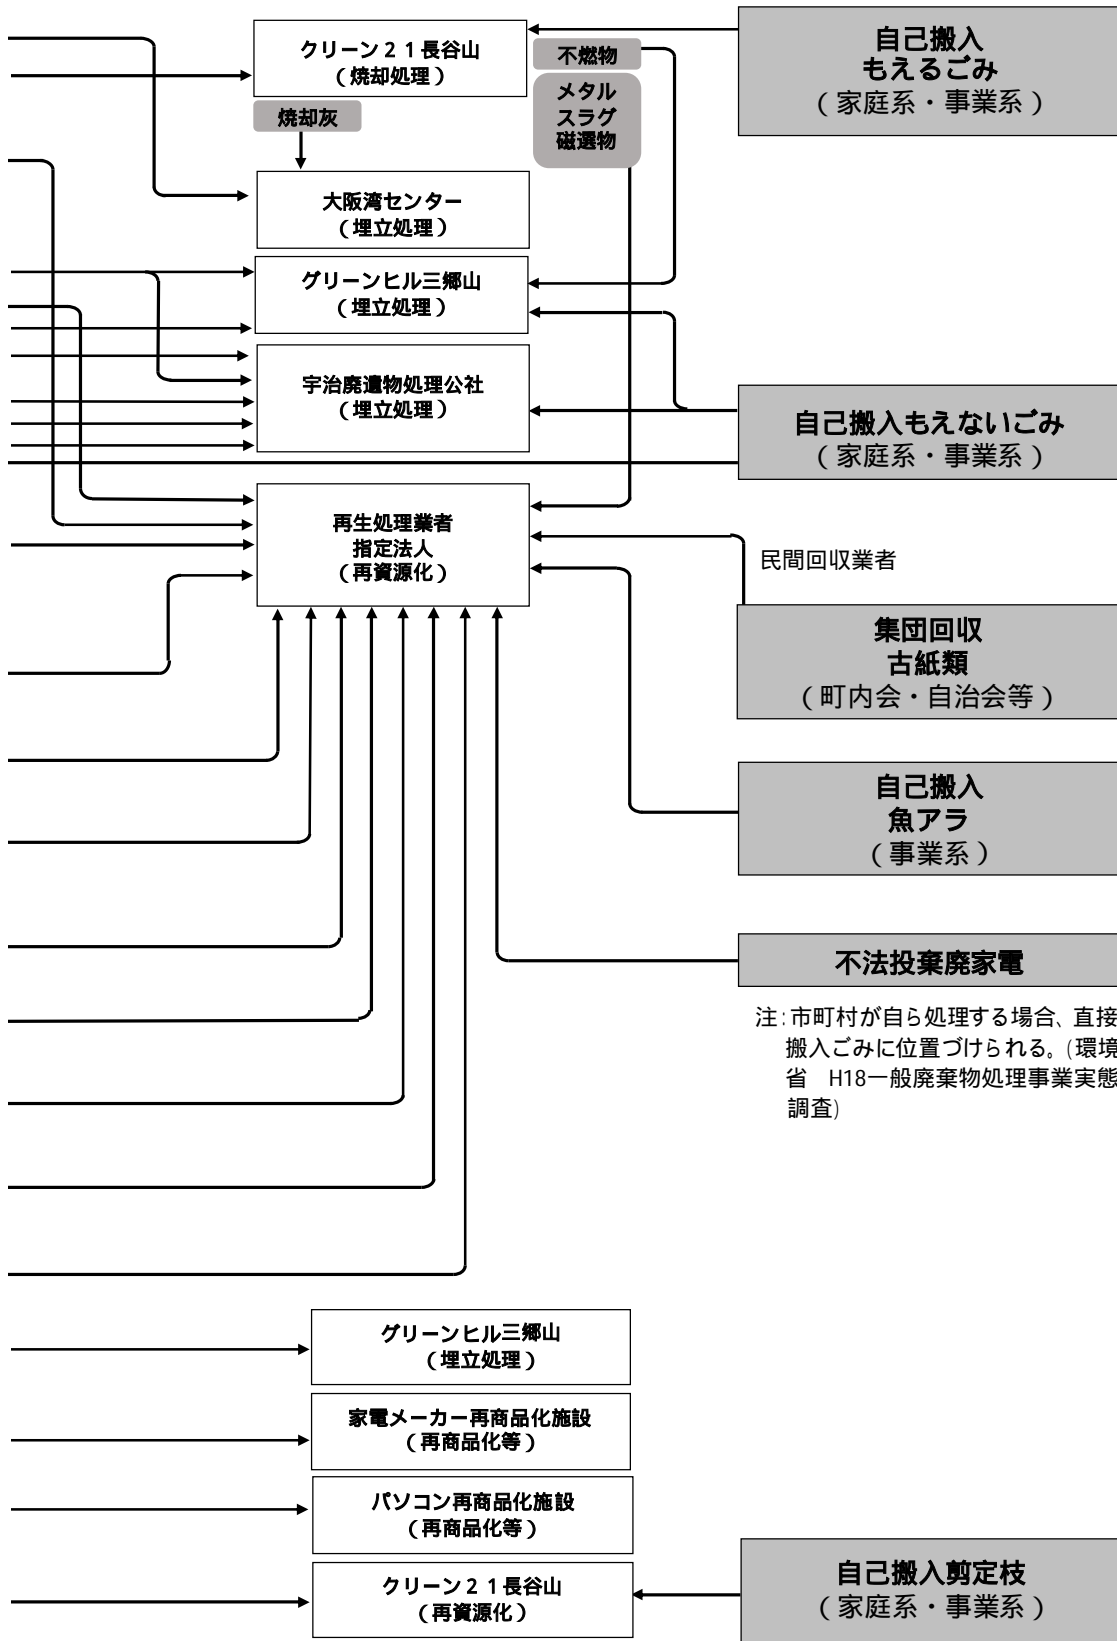 クリーン２１長谷山
（焼却処理）
焼却灰
不燃物
メタル
スラグ
磁選物
自己搬入
もえるごみ
（家庭系・事業系）
大阪湾センター
（埋立処理）
グリーンヒル三郷山
（埋立処理）
宇治廃遺物処理公社
（埋立処理）
自己搬入もえないごみ
（家庭系・事業系）
再生処理業者
指定法人
（再資源化）
民間回収業者
集団回収
古紙類
（町内会・自治会等）
自己搬入
魚アラ
（事業系）
不法投棄廃家電
注：市町村が自ら処理する場合、直接
搬入ごみに位置づけられる。（環境
省　H18一般廃棄物処理事業実態
調査）
グリーンヒル三郷山
（埋立処理）
家電メーカー再商品化施設
（再商品化等）
パソコン再商品化施設
（再商品化等）
クリーン２１長谷山
（再資源化）
自己搬入剪定枝
（家庭系・事業系）